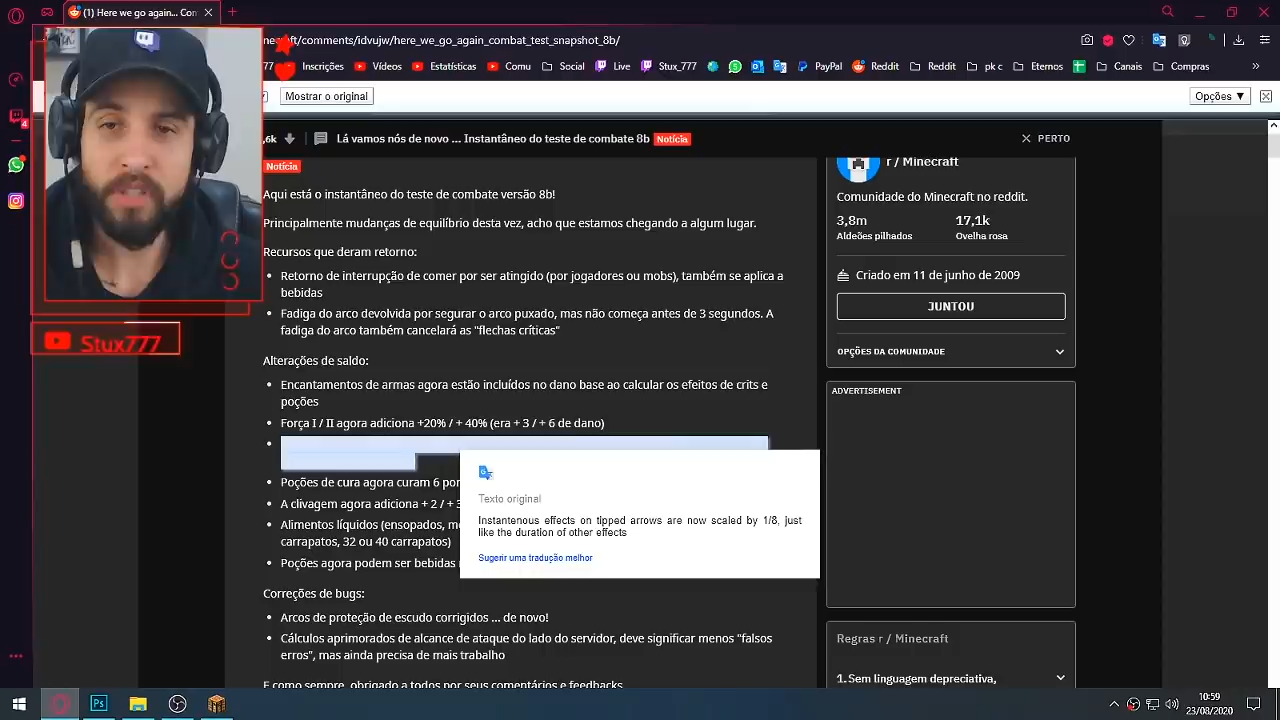 (1) Here we go again... Con
necraft/comments/idvujw/here_we_go_again_combat_test_snapshot_8b/
77
Inscrições
Vídeos
Estatísticas
Comu
Social
Live
Stux_777
PayPal
Reddit
Reddit
pk c
Eternos
Canais
Compras
»
Mostrar o original
Opções ▼
4
,6k
Lá vamos nós de novo ... Instantâneo do teste de combate 8b Notícia
PERTO
Notícia
Aqui está o instantâneo do teste de combate versão 8b!
Principalmente mudanças de equilíbrio desta vez, acho que estamos chegando a algum lugar.
Recursos que deram retorno:
• Retorno de interrupção de comer por ser atingido (por jogadores ou mobs), também se aplica a
bebidas
• Fadiga do arco devolvida por segurar o arco puxado, mas não começa antes de 3 segundos. A
fadiga do arco também cancelará as "flechas críticas"
Stux777
Alterações de saldo:
• Encantamentos de armas agora estão incluídos no dano base ao calcular os efeitos de crits e
poções
• Força I / II agora adiciona +20% / + 40% (era + 3 / + 6 de dano)
• Poções de cura agora curam 6 por
• A clivagem agora adiciona + 2 / + 3
• Alimentos líquidos (ensopados, me
carrapatos, 32 ou 40 carrapatos)
• Poções agora podem ser bebidas
Texto original
Instantenous effects on tipped arrows are now scaled by 1/8, just
like the duration of other effects
Sugerir uma tradução melhor
Correções de bugs:
• Arcos de proteção de escudo corrigidos ... de novo!
• Cálculos aprimorados de alcance de ataque do lado do servidor, deve significar menos "falsos
erros", mas ainda precisa de mais trabalho
E como sempre, obrigado a todos por seus comentários e feedbacks
r / Minecraft
Comunidade do Minecraft no reddit.
3,8m
17,1k
Aldeões pilhados
Ovelha rosa
Criado em 11 de junho de 2009
JUNTOU
OPÇÕES DA COMUNIDADE
ADVERTISEMENT
Regras r / Minecraft
1. Sem linguagem depreciativa,
Ps
10:59
23/08/2020